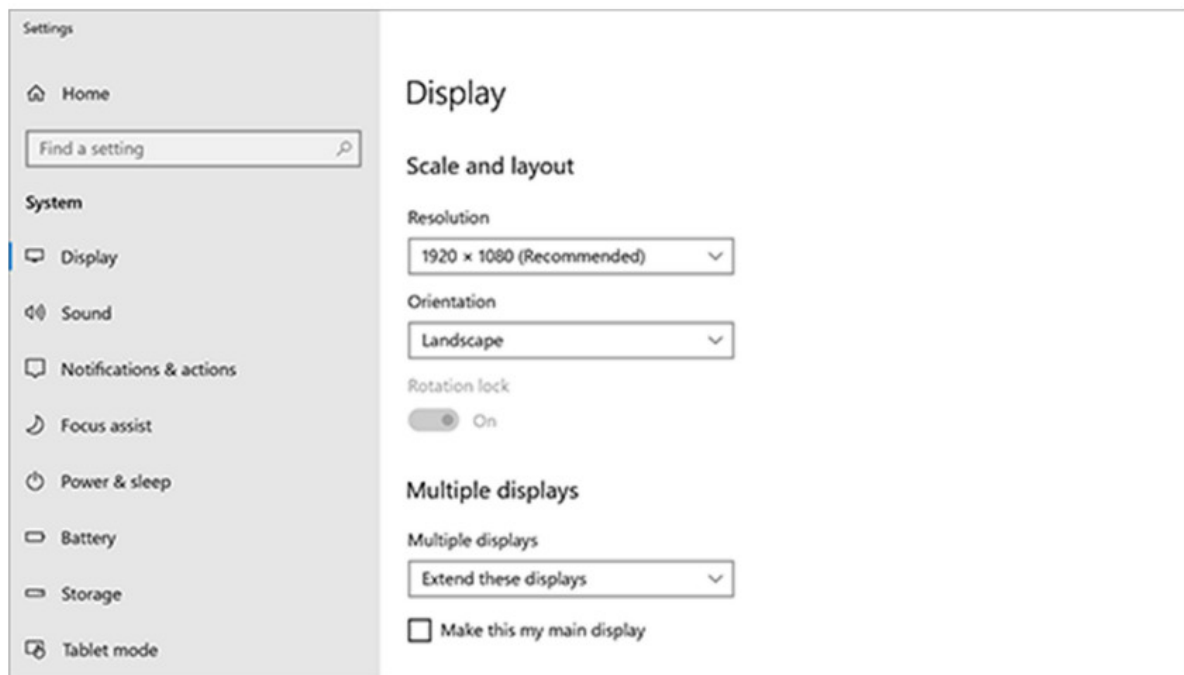 Settings
Home
Find a setting
System
Display
Sound
Notifications & actions
Focus assist
Power & sleep
Battery
Storage
Tablet mode
Display
Scale and layout
Resolution
1920 × 1080 (Recommended)
Orientation
Landscape
Rotation lock
On
Multiple displays
Multiple displays
Extend these displays
Make this my main display